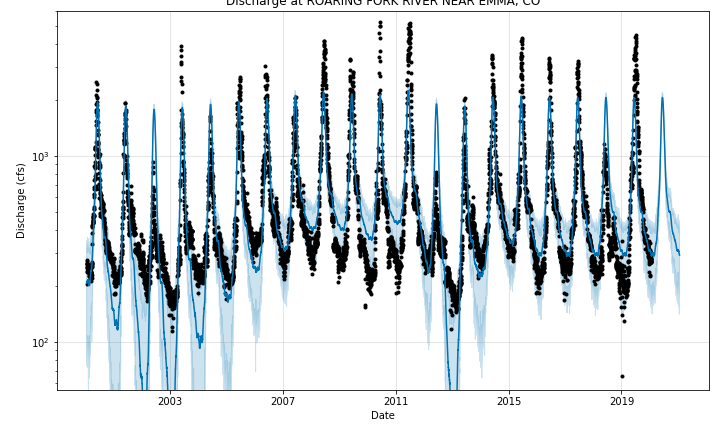 Discharge at ROARING FORK RIVER NEAR EMMA, CO
10³
10²
Discharge (cfs)
2003 2007 2011 2015 2019
Date